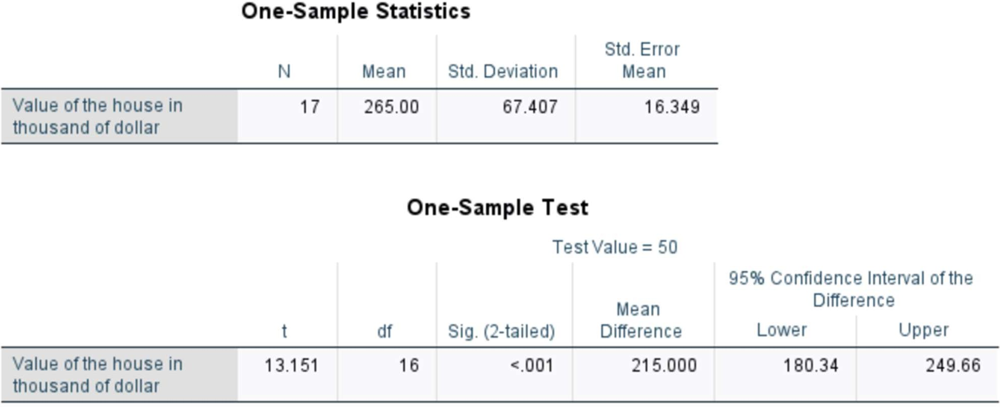 One-Sample Statistics
N Mean Std. Deviation Std. Error Mean
Value of the house in thousand of dollar 17 265.00 67.407 16.349
One-Sample Test
Test Value = 50
95% Confidence Interval of the Difference
t df Sig. (2-tailed) Mean Difference Lower Upper
Value of the house in thousand of dollar 13.151 16 <.001 215.000 180.34 249.66